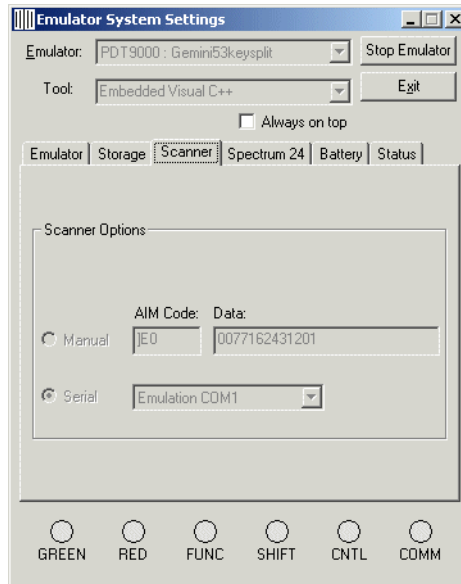 Emulator System Settings
Emulator: PDT9000 : Gemini53keysplit Stop Emulator
Tool: Embedded Visual C++ Exit
Always on top
Emulator Storage Scanner Spectrum 24 Battery Status
Scanner Options
AIM Code: Data:
Manual ]E0 0077162431201
Serial Emulation COM1
GREEN RED FUNC SHIFT CNTL COMM